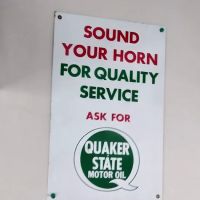 SOUND
YOUR HORN
FOR QUALITY
SERVICE
ASK FOR
QUAKER
STATE
MOTOR OIL